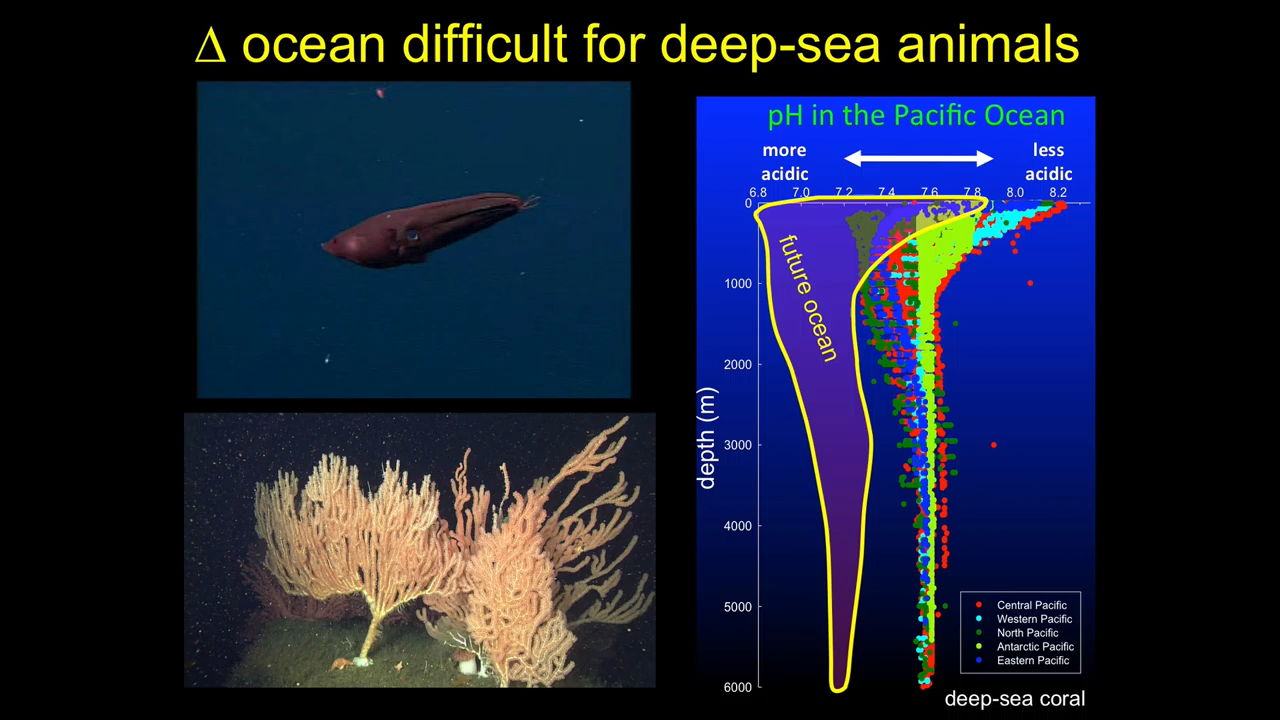 Δ ocean difficult for deep-sea animals
pH in the Pacific Ocean
more acidic
less acidic
6.8 7.0 7.2 7.4 7.6 7.8 8.0 8.2
0
1000
2000
3000
4000
5000
6000
depth (m)
future ocean
Central Pacific
Western Pacific
North Pacific
Antarctic Pacific
Eastern Pacific
deep-sea coral